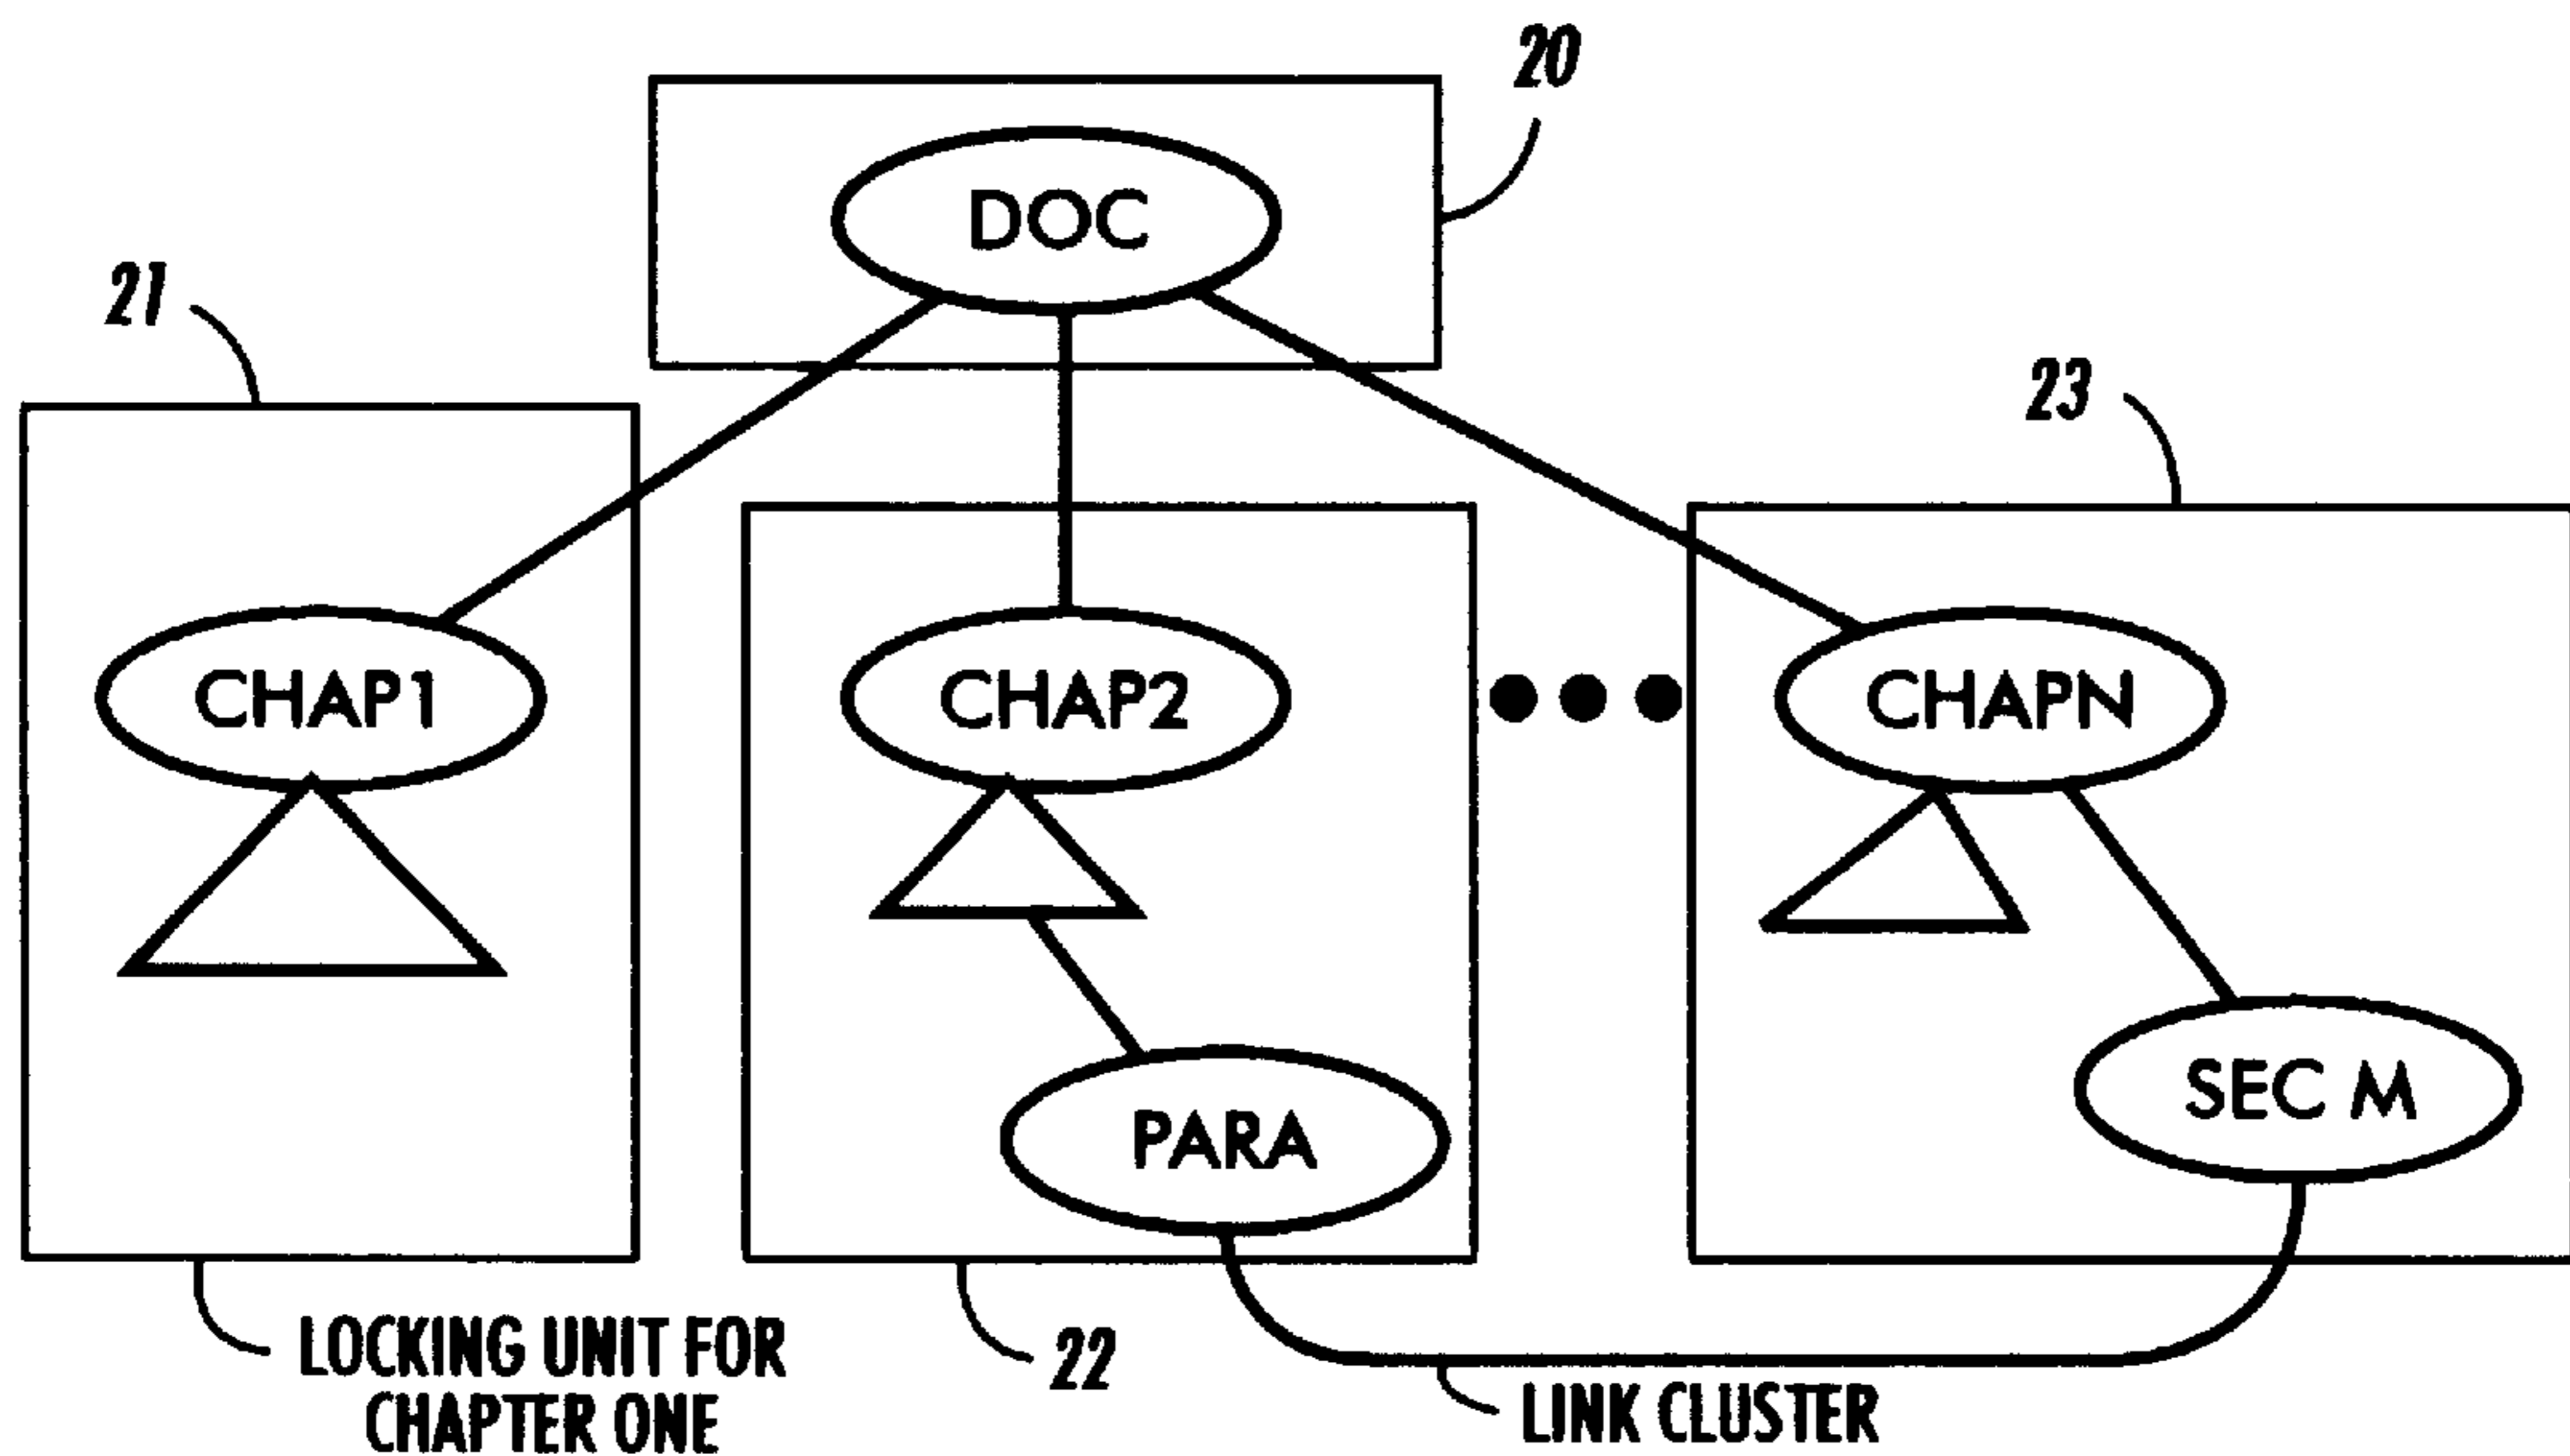 20
DOC
21
23
CHAP1
CHAP2
CHAPN
SEC M
PARA
LOCKING UNIT FOR
CHAPTER ONE
22
LINK CLUSTER